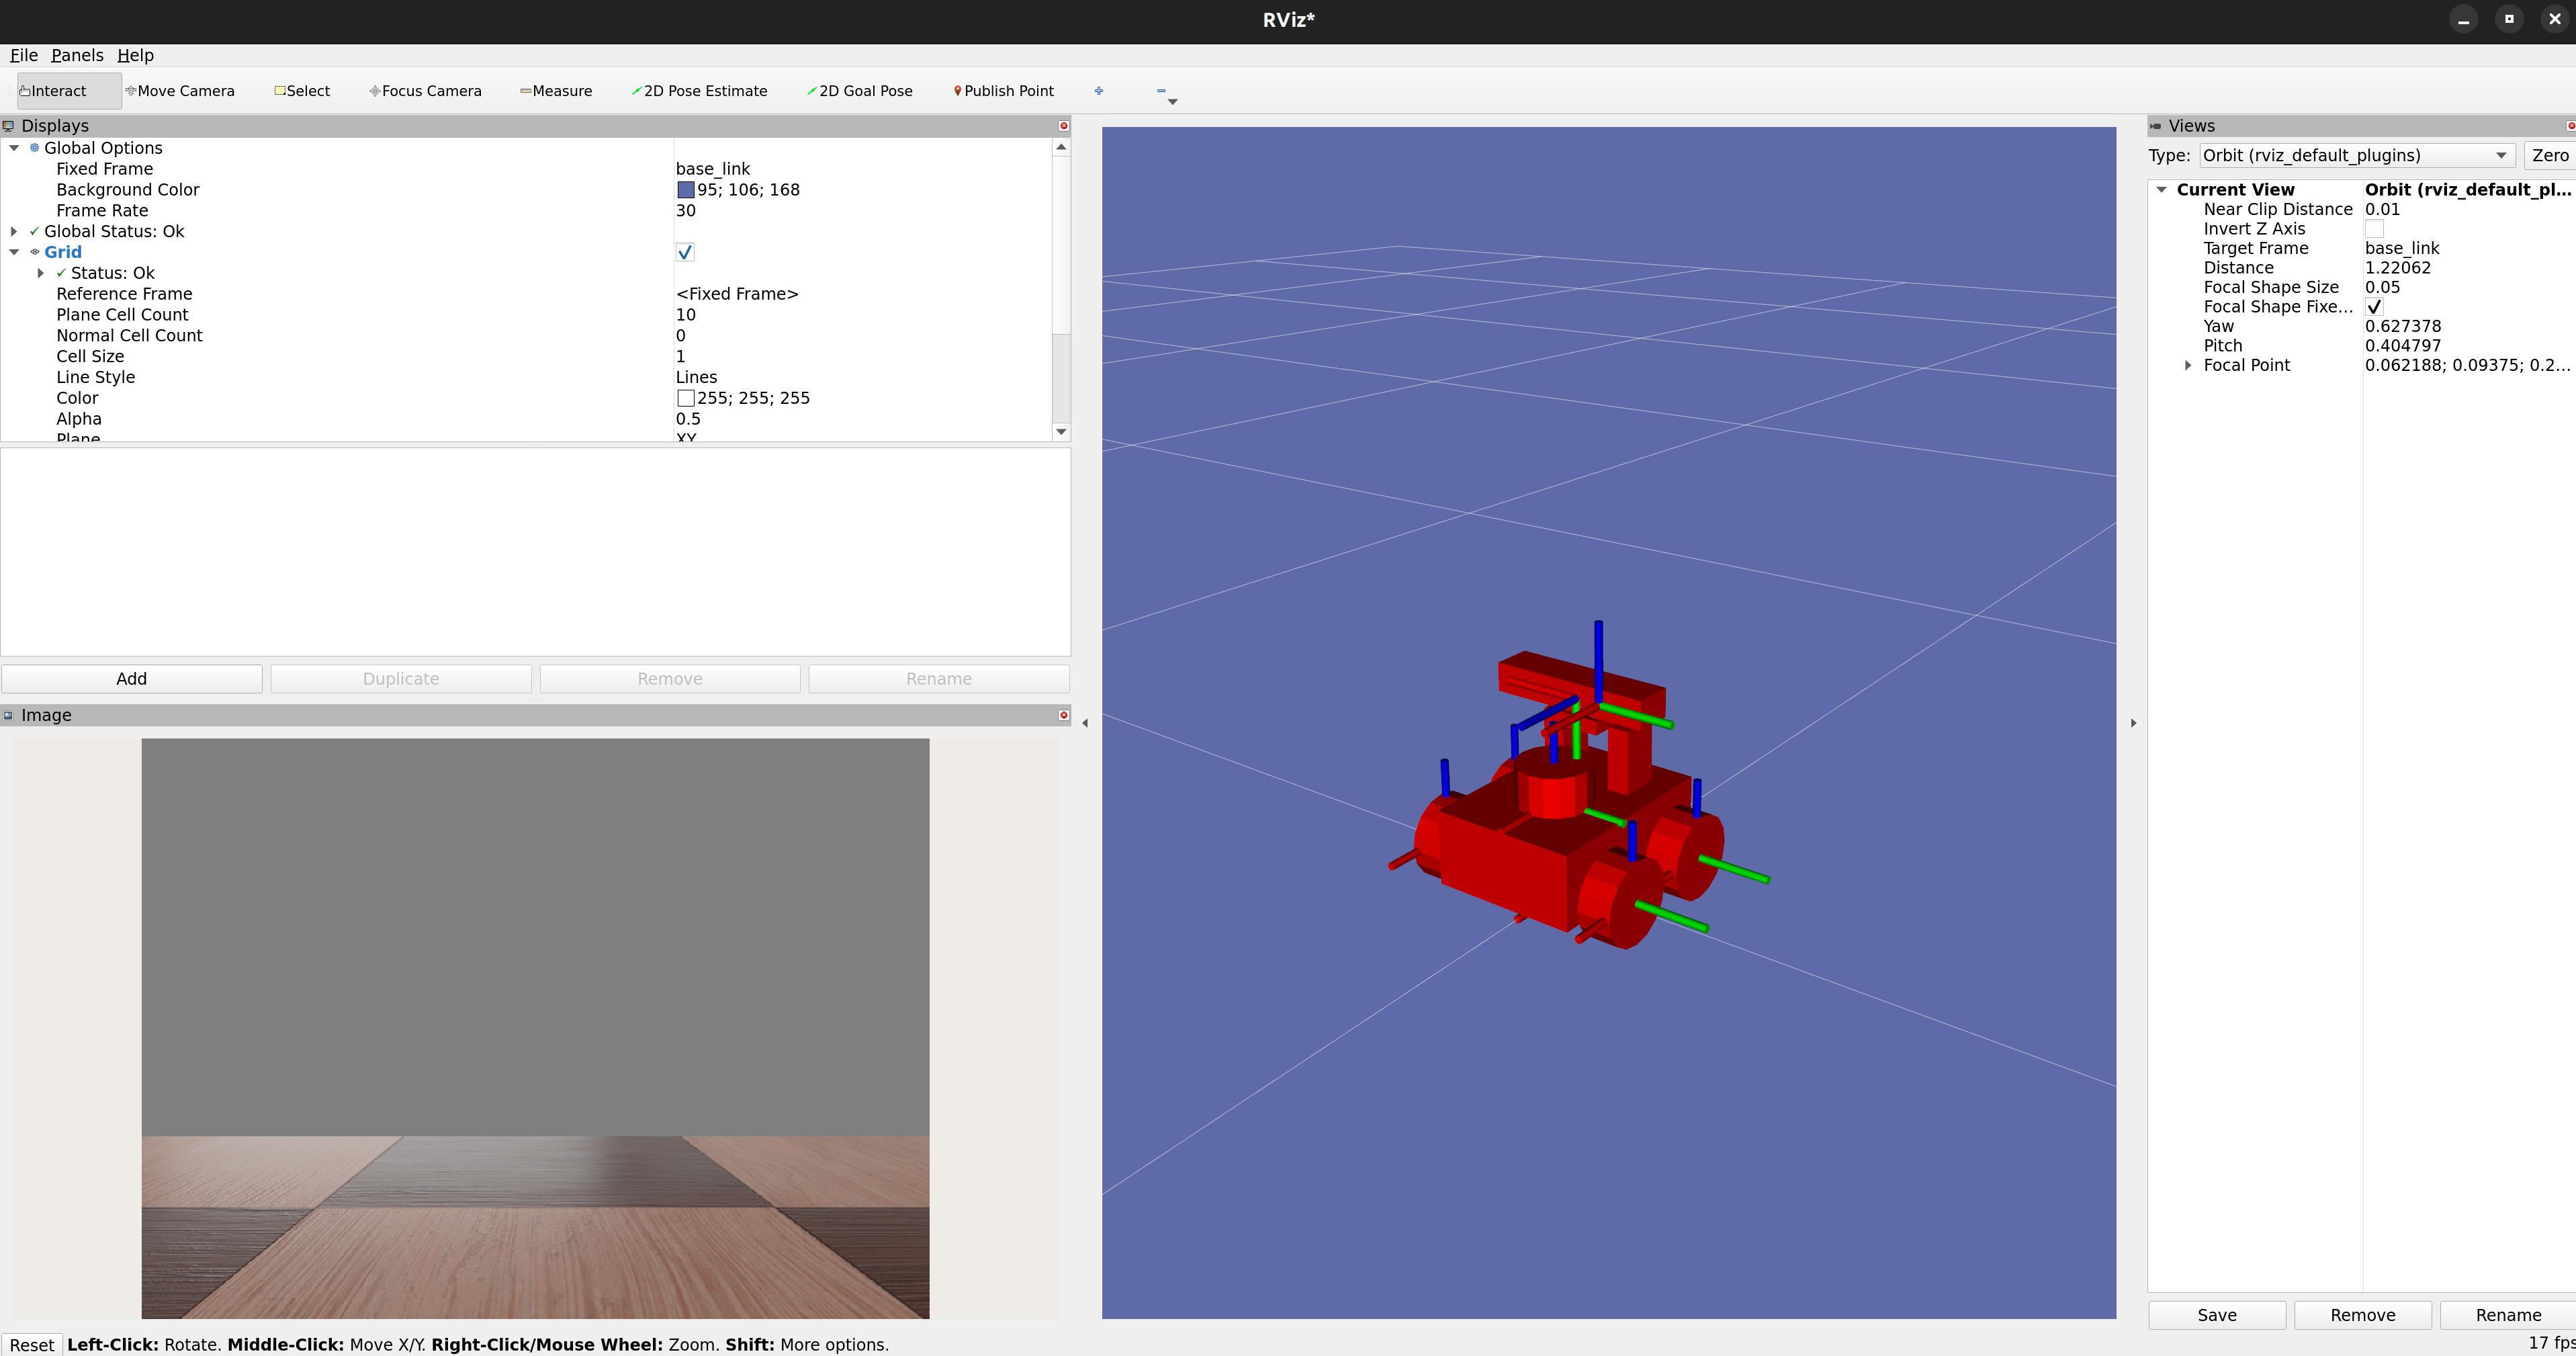 RViz*
File Panels Help
Interact Move Camera Select Focus Camera Measure 2D Pose Estimate 2D Goal Pose Publish Point
Displays
Global Options
Fixed Frame base_link
Background Color 95; 106; 168
Frame Rate 30
Global Status: Ok
Grid
Status: Ok
Reference Frame <Fixed Frame>
Plane Cell Count 10
Normal Cell Count 0
Cell Size 1
Line Style Lines
Color 255; 255; 255
Alpha 0.5
Plane XY
Add Duplicate Remove Rename
Image
Views
Type: Orbit (rviz_default_plugins) Zero
Current View Orbit (rviz_default_pl...
Near Clip Distance 0.01
Invert Z Axis
Target Frame base_link
Distance 1.22062
Focal Shape Size 0.05
Focal Shape Fixe...
Yaw 0.627378
Pitch 0.404797
Focal Point 0.062188; 0.09375; 0.2...
Save Remove Rename
Reset Left-Click: Rotate. Middle-Click: Move X/Y. Right-Click/Mouse Wheel: Zoom. Shift: More options.
17 fps